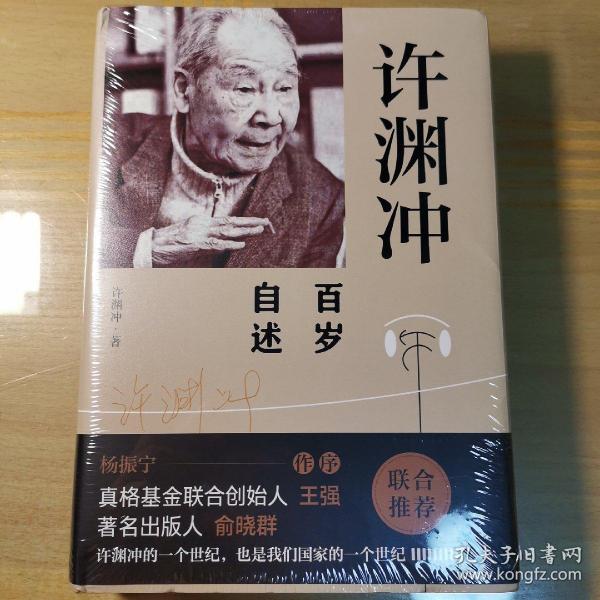 许渊冲
百岁
自述
许渊冲·著
许渊冲
杨振宁
作序
真格基金联合创始人 王强
著名出版人 俞晓群
联合
推荐
许渊冲的一个世纪，也是我们国家的一个世纪
孔夫子旧书网
www.kongfz.com